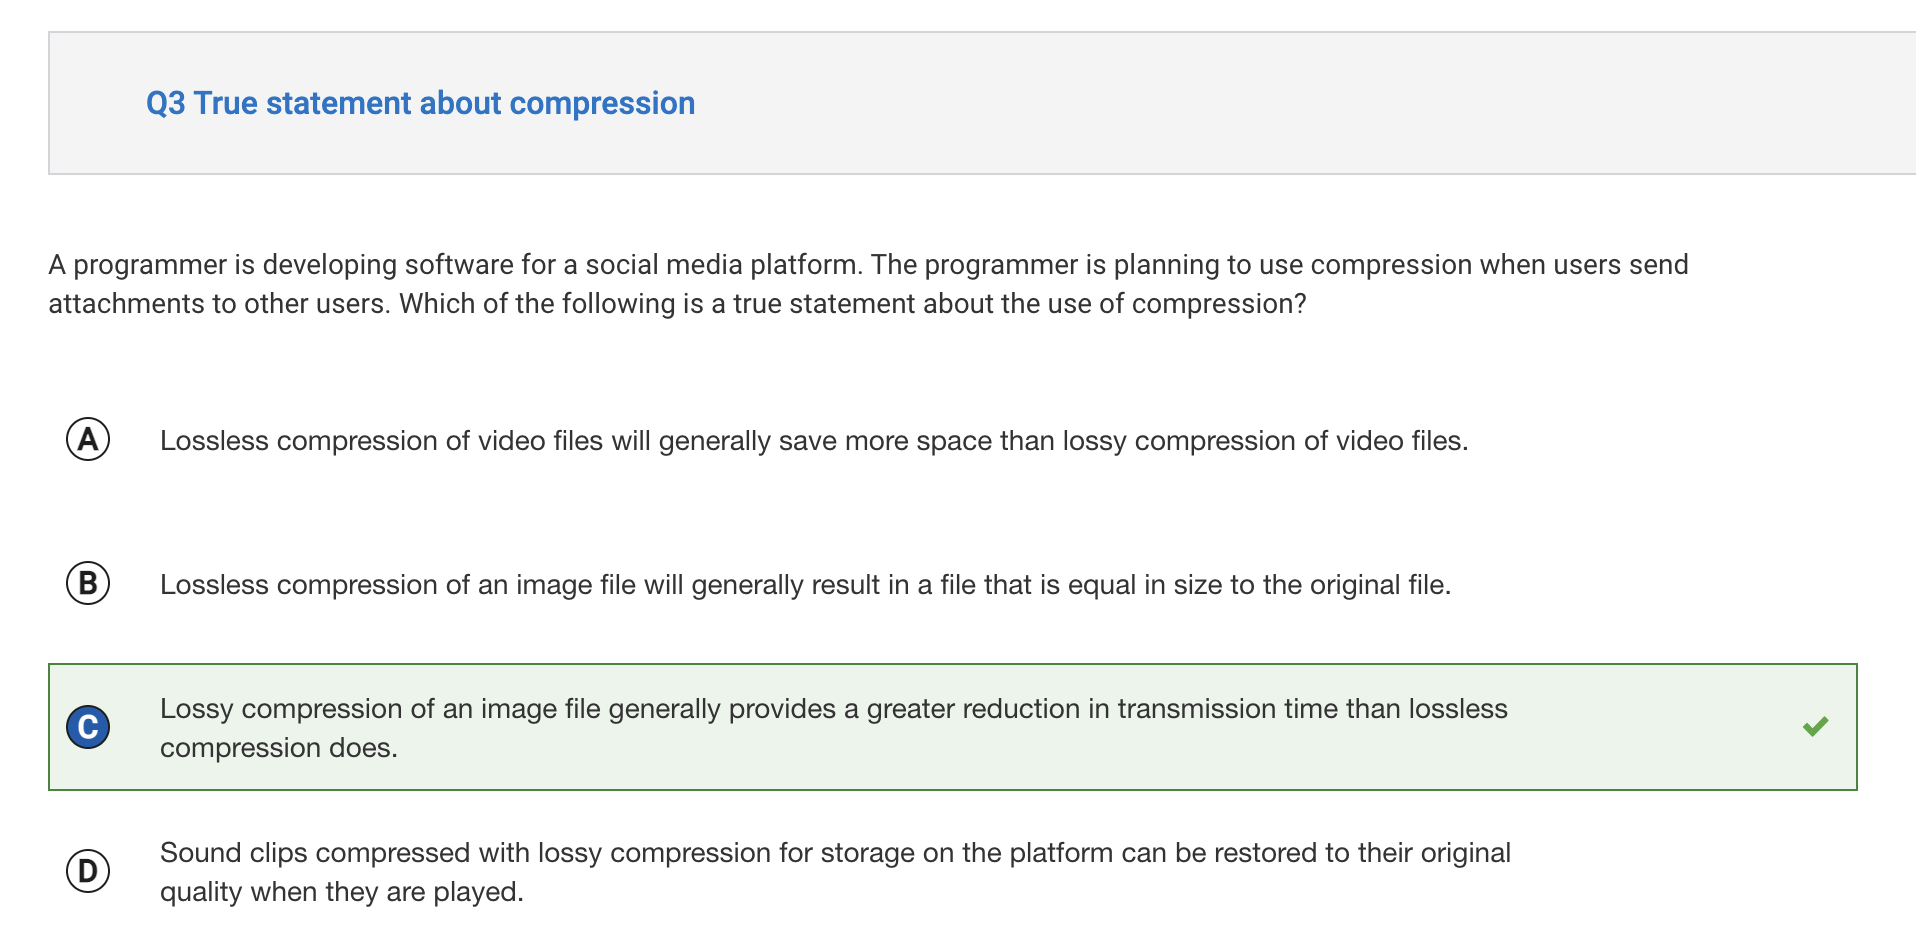 Q3 True statement about compression
A programmer is developing software for a social media platform. The programmer is planning to use compression when users send
attachments to other users. Which of the following is a true statement about the use of compression?
A Lossless compression of video files will generally save more space than lossy compression of video files.
B Lossless compression of an image file will generally result in a file that is equal in size to the original file.
C Lossy compression of an image file generally provides a greater reduction in transmission time than lossless
compression does.
D Sound clips compressed with lossy compression for storage on the platform can be restored to their original
quality when they are played.